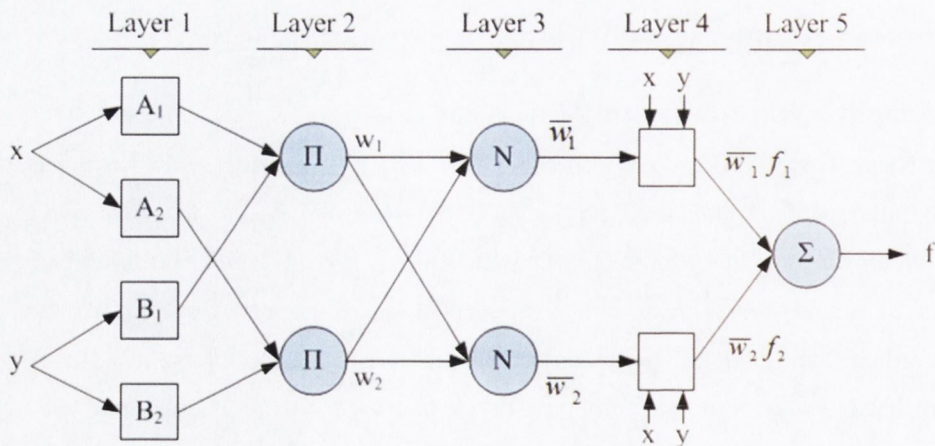 Layer 1 Layer 2 Layer 3 Layer 4 Layer 5
x y
A₁
x Π w₁ N w̅₁ w̅₁ f₁
A₂
Σ f
B₁
y Π w₂ N w̅₂ w̅₂ f₂
B₂
x y